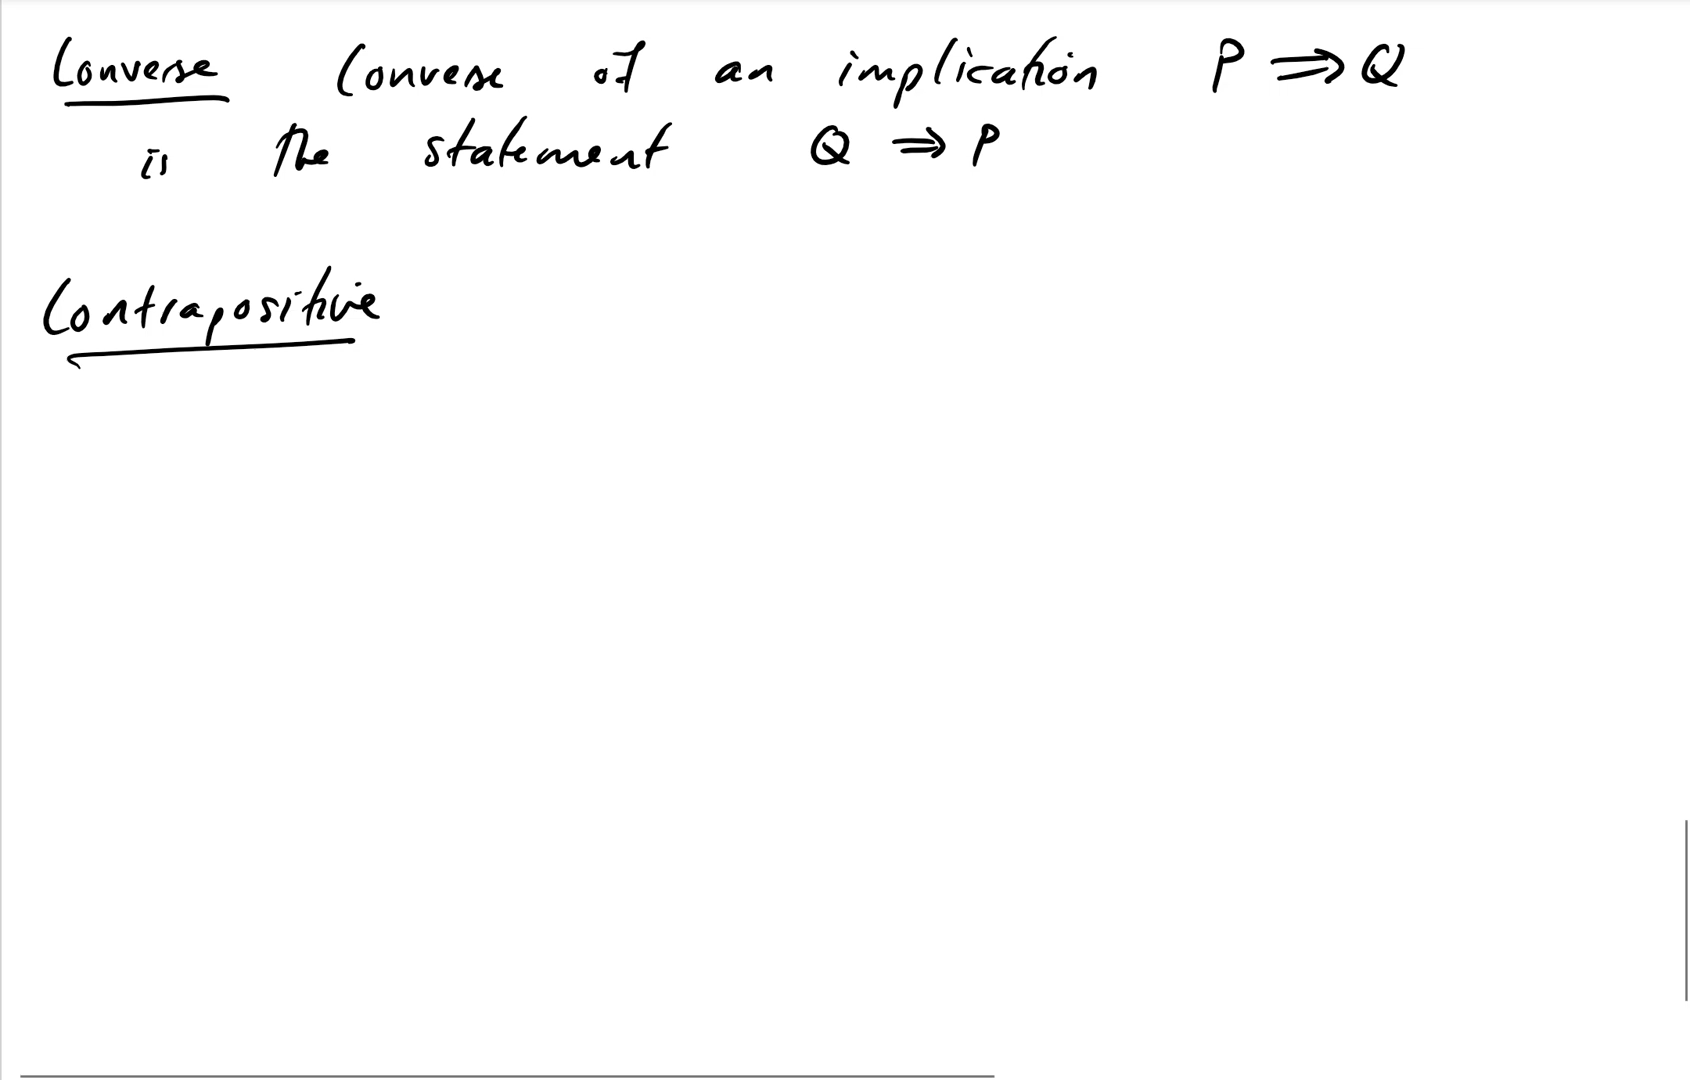 Converse Converse of an implication P ⇒ Q
is the statement Q ⇒ P
Contrapositive